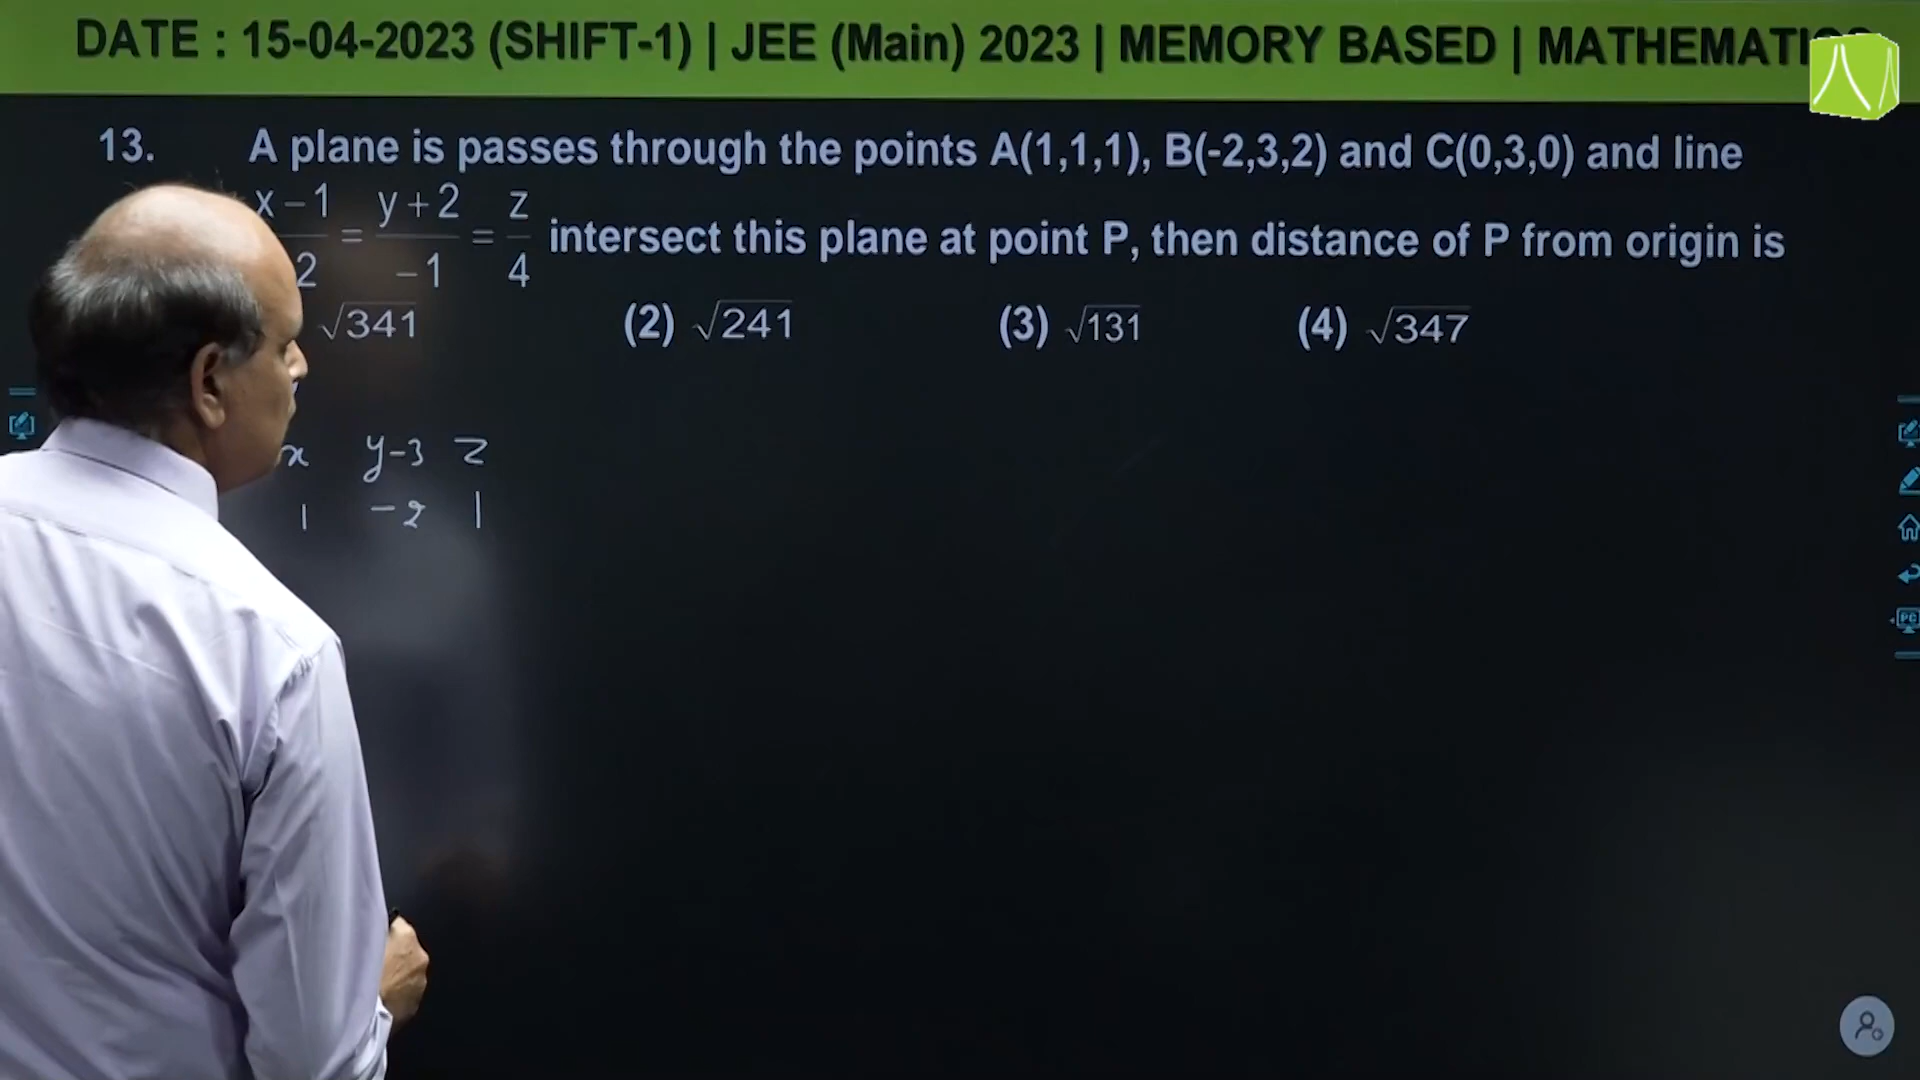 DATE : 15-04-2023 (SHIFT-1) | JEE (Main) 2023 | MEMORY BASED | MATHEMATIC
13. A plane is passes through the points A(1,1,1), B(-2,3,2) and C(0,3,0) and line
x−1/2 = y+2/−1 = z/4 intersect this plane at point P, then distance of P from origin is
√341 (2) √241 (3) √131 (4) √347
x y-3 z
1 -2 1
PC